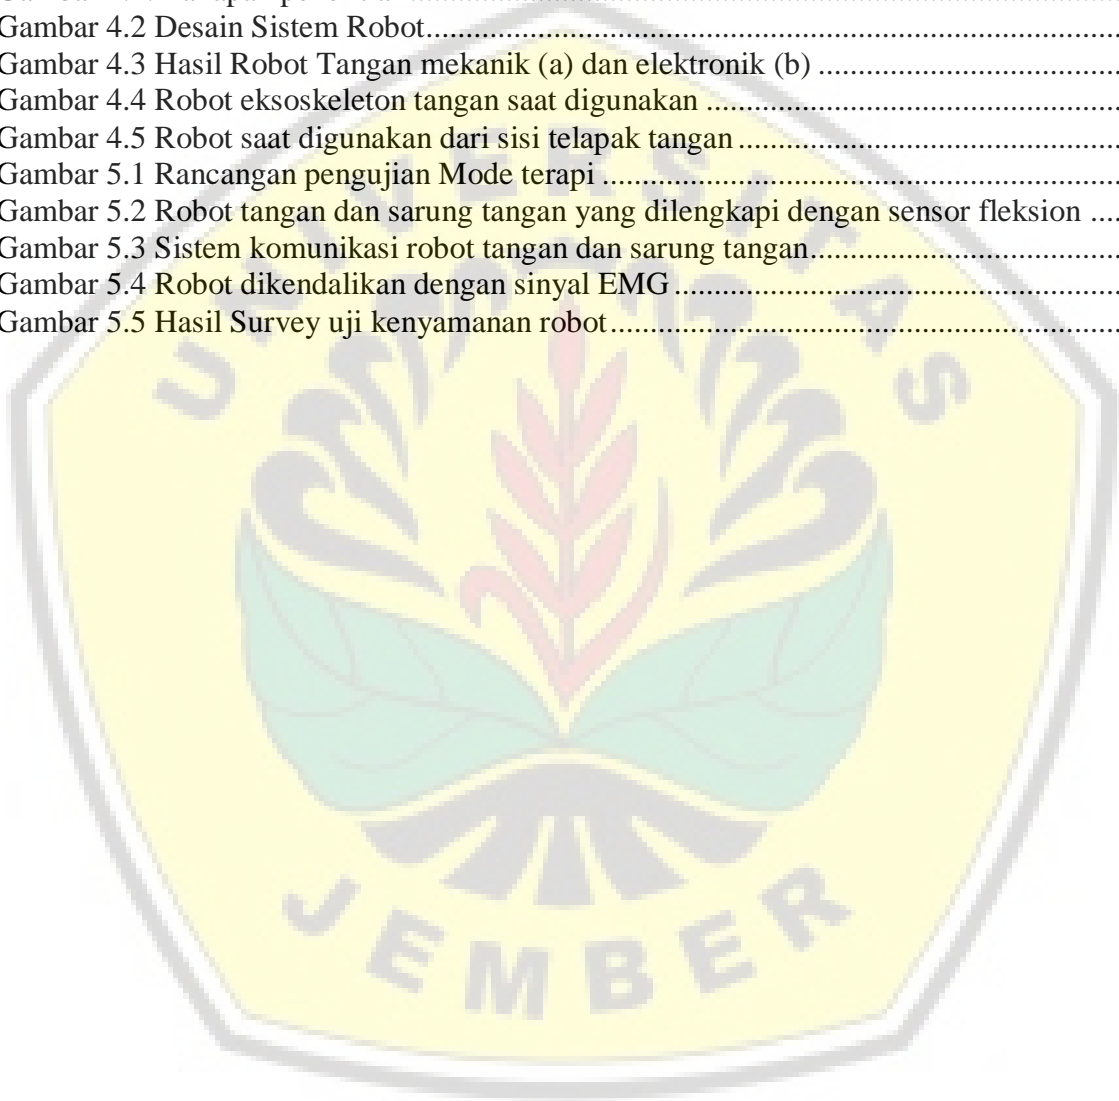 Gambar 4.2 Desain Sistem Robot........................................................................................
Gambar 4.3 Hasil Robot Tangan mekanik (a) dan elektronik (b) ......................................
Gambar 4.4 Robot eksoskeleton tangan saat digunakan ....................................................
Gambar 4.5 Robot saat digunakan dari sisi telapak tangan ................................................
Gambar 5.1 Rancangan pengujian Mode terapi .................................................................
Gambar 5.2 Robot tangan dan sarung tangan yang dilengkapi dengan sensor fleksion ....
Gambar 5.3 Sistem komunikasi robot tangan dan sarung tangan.......................................
Gambar 5.4 Robot dikendalikan dengan sinyal EMG ........................................................
Gambar 5.5 Hasil Survey uji kenyamanan robot................................................................
UNIVERSITAS
JEMBER